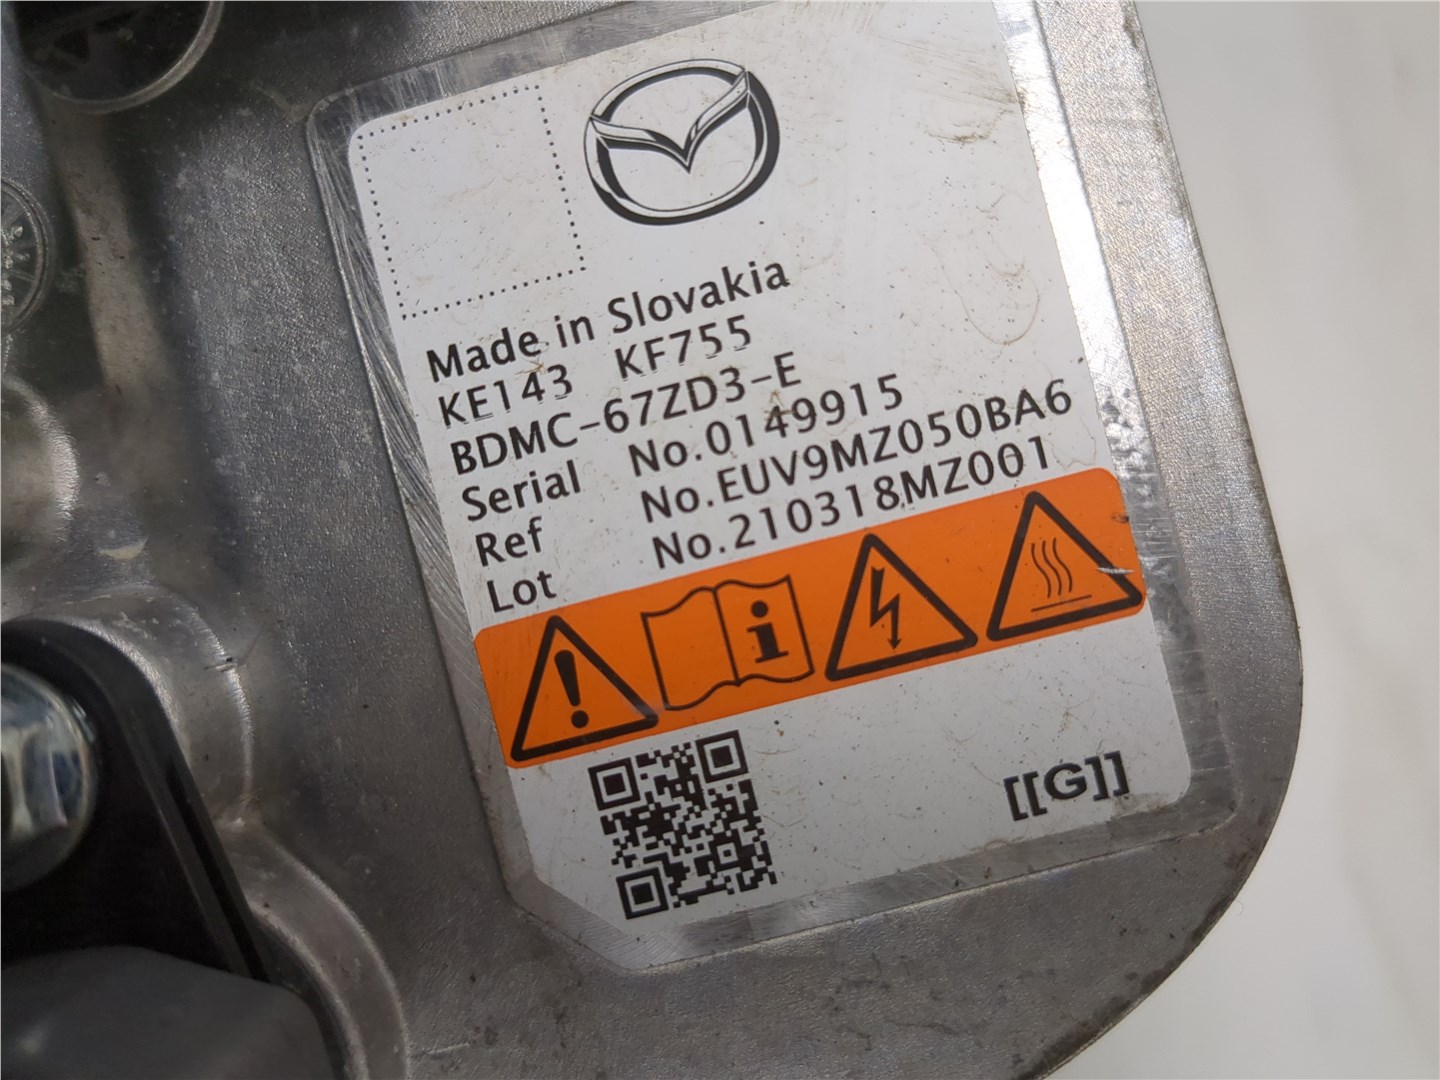 Made in Slovakia
KE143 KF755
BDMC-67ZD3-E
Serial No.0149915
Ref No.EUV9MZ050BA6
Lot No.210318MZ001
[[G]]